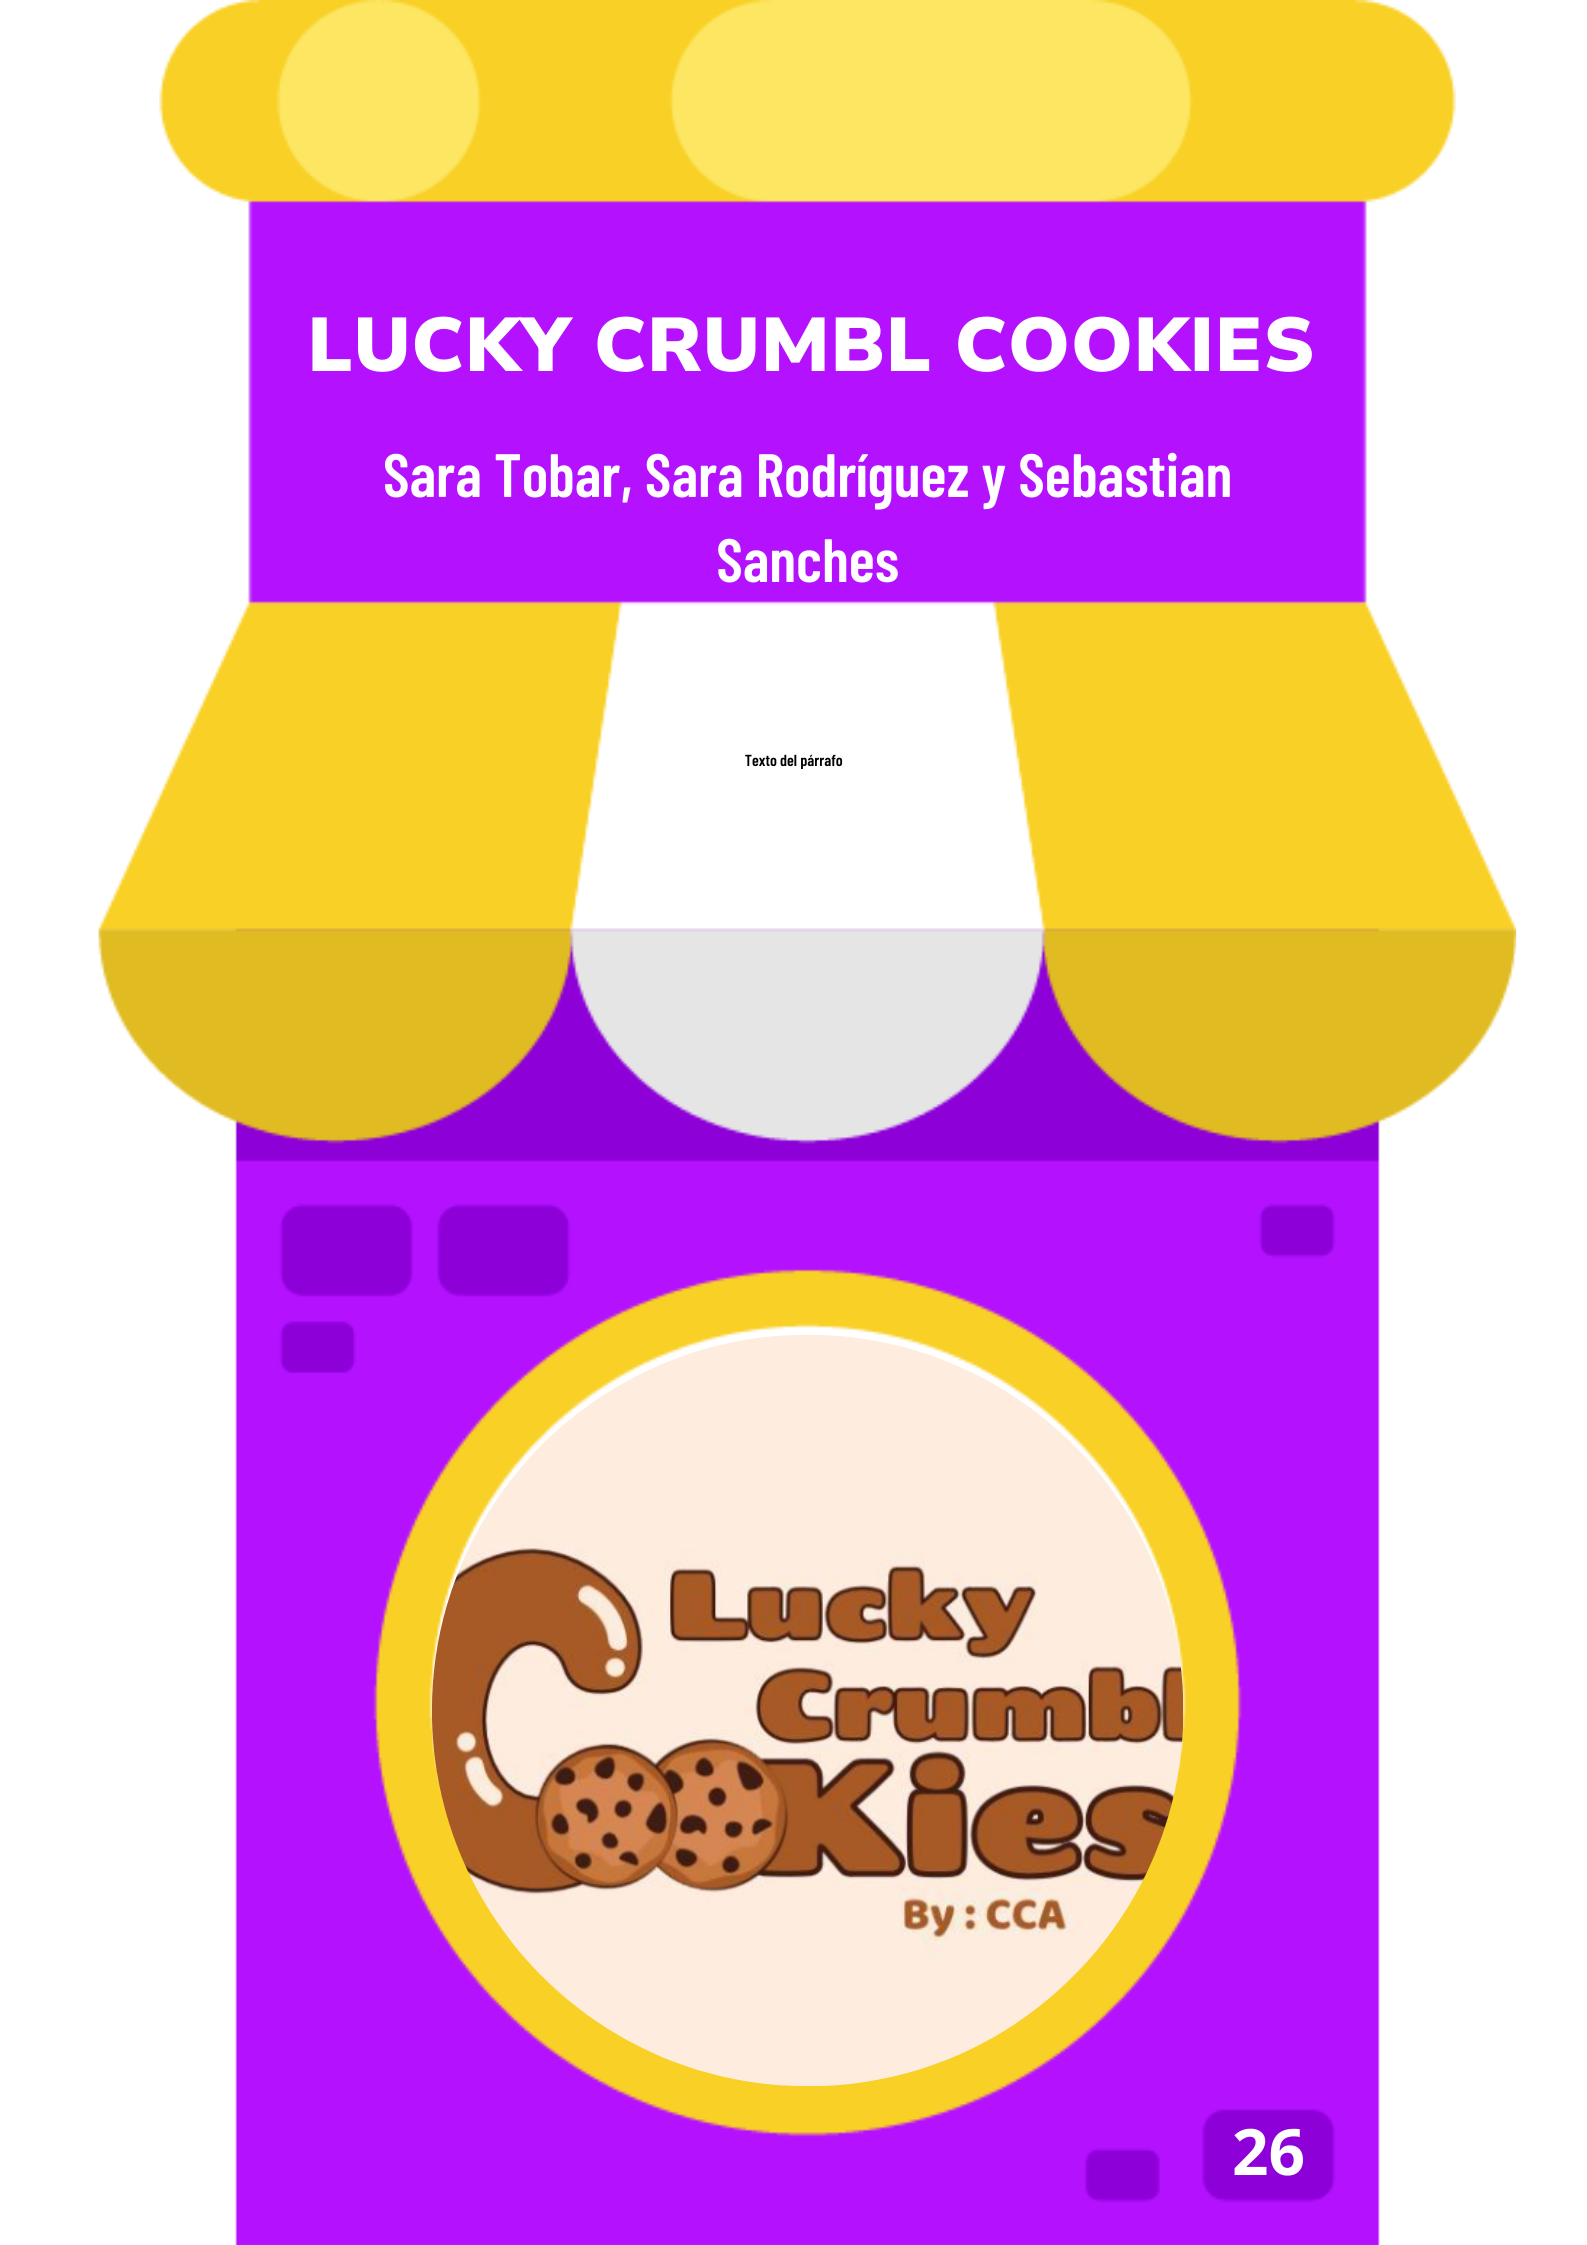 LUCKY CRUMBL COOKIES
Sara Tobar, Sara Rodríguez y Sebastian
Sanches
Texto del párrafo
Lucky
Crumbl
Cookies
By : CCA
26